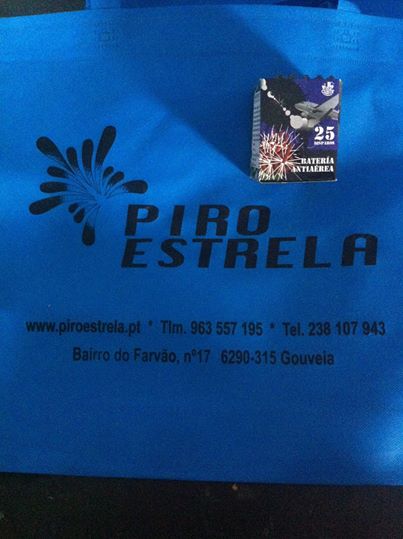 25
DISPAROS
BATERÍA
ANTIAÉREA
PIRO
ESTRELA
www.piroestrela.pt * Tlm. 963 557 195 * Tel. 238 107 943
Bairro do Farvão, nº17 6290-315 Gouveia